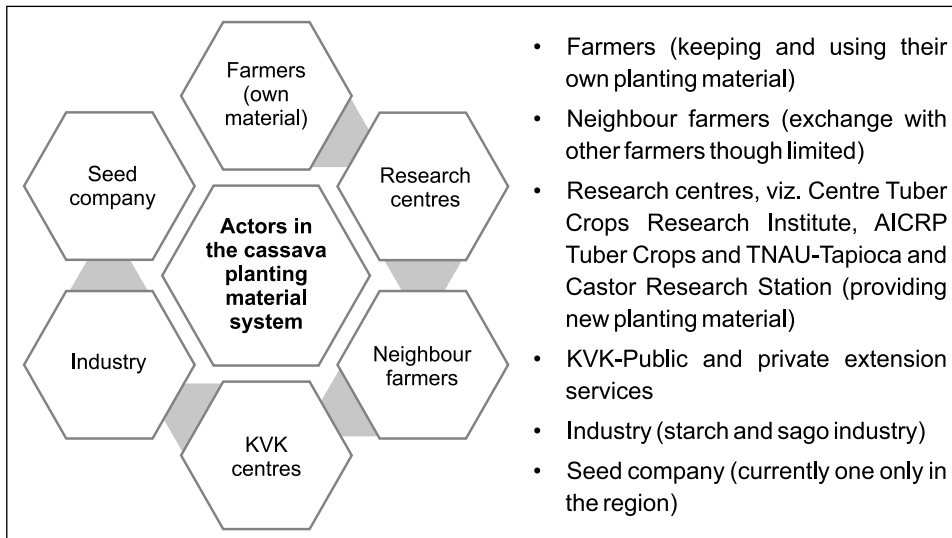 Farmers
(own
material)
Seed
company
Research
centres
Actors in
the cassava
planting
material
system
Industry
Neighbour
farmers
KVK
centres
• Farmers (keeping and using their
own planting material)
• Neighbour farmers (exchange with
other farmers though limited)
• Research centres, viz. Centre Tuber
Crops Research Institute, AICRP
Tuber Crops and TNAU-Tapioca and
Castor Research Station (providing
new planting material)
• KVK-Public and private extension
services
• Industry (starch and sago industry)
• Seed company (currently one only in
the region)